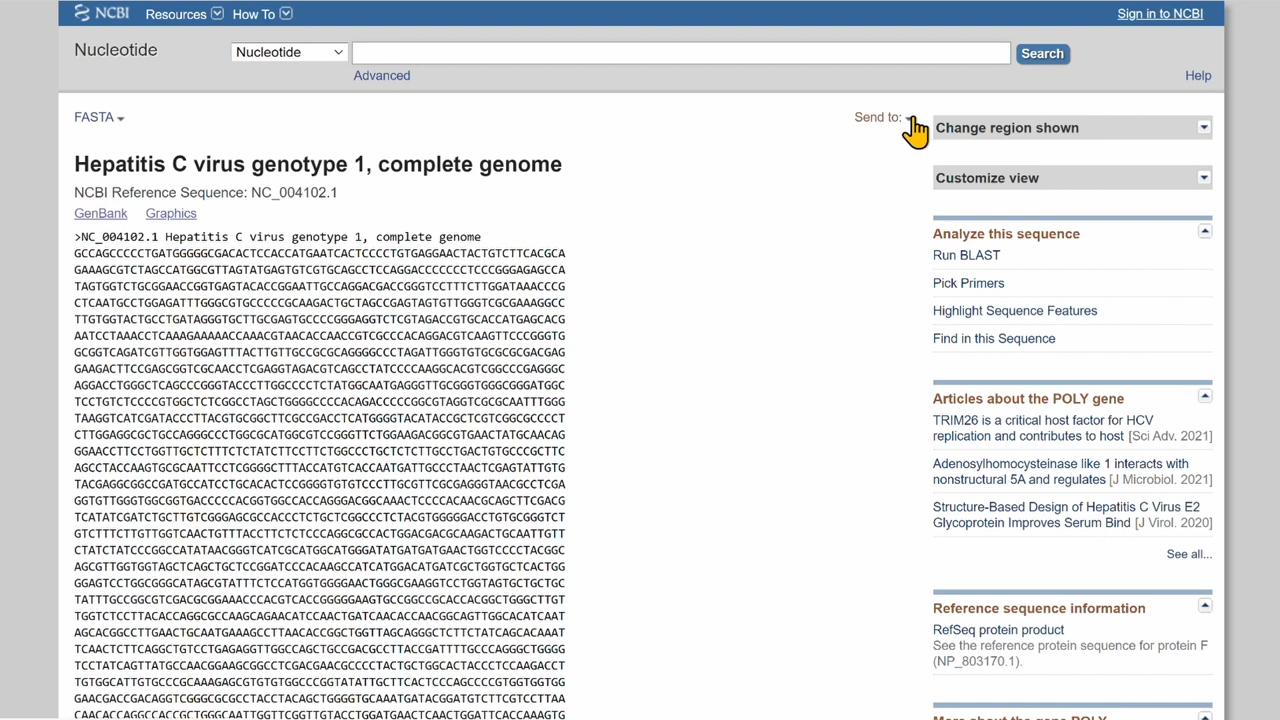 NCBI Resources How To Sign in to NCBI
Nucleotide Nucleotide Search
Advanced Help
FASTA Send to: Change region shown
Hepatitis C virus genotype 1, complete genome
NCBI Reference Sequence: NC_004102.1
GenBank Graphics
Customize view
>NC_004102.1 Hepatitis C virus genotype 1, complete genome
GCCAGCCCCCTGATGGGGGCGACACTCCACCATGAATCACTCCCCTGTGAGGAACTACTGTCTTCACGCA
GAAAGCGTCTAGCCATGGCGTTAGTATGAGTGTCGTGCAGCCTCCAGGACCCCCCCTCCCGGGAGAGCCA
TAGTGGTCTGCGGAACCGGTGAGTACACCGGAATTGCCAGGACGACCGGGTCCTTTCTTGGATAAACCCG
CTCAATGCCTGGAGATTTGGGCGTGCCCCCGCAAGACTGCTAGCCGAGTAGTGTTGGGTCGCGAAAGGCC
TTGTGGTACTGCCTGATAGGGTGCTTGCGAGTGCCCCGGGAGGTCTCGTAGACCGTGCACCATGAGCACG
AATCCTAAACCTCAAAGAAAAACCAAACGTAACACCAACCGTCGCCCACAGGACGTCAAGTTCCCGGGTG
GCGGTCAGATCGTTGGTGGAGTTTACTTGTTGCCGCGCAGGGGCCCTAGATTGGGTGTGCGCGCGACGAG
GAAGACTTCCGAGCGGTCGCAACCTCGAGGTAGACGTCAGCCTATCCCCAAGGCACGTCGGCCCGAGGGC
AGGACCTGGGCTCAGCCCGGGTACCCTTGGCCCCTCTATGGCAATGAGGGTTGCGGGTGGGCGGGATGGC
TCCTGTCTCCCCGTGGCTCTCGGCCTAGCTGGGGCCCCACAGACCCCCGGCGTAGGTCGCGCAATTTGGG
TAAGGTCATCGATACCCTTACGTGCGGCTTCGCCGACCTCATGGGGTACATACCGCTCGTCGGCGCCCCT
CTTGGAGGCGCTGCCAGGGCCCTGGCGCATGGCGTCCGGGTTCTGGAAGACGGCGTGAACTATGCAACAG
GGAACCTTCCTGGTTGCTCTTTCTCTATCTTCCTTCTGGCCCTGCTCTCTTGCCTGACTGTGCCCGCTTC
AGCCTACCAAGTGCGCAATTCCTCGGGGCTTTACCATGTCACCAATGATTGCCCTAACTCGAGTATTGTG
TACGAGGCGGCCGATGCCATCCTGCACACTCCGGGGTGTGTCCCTTGCGTTCGCGAGGGTAACGCCTCGA
GGTGTTGGGTGGCGGTGACCCCCACGGTGGCCACCAGGGACGGCAAACTCCCCACAACGCAGCTTCGACG
TCATATCGATCTGCTTGTCGGGAGCGCCACCCTCTGCTCGGCCCTCTACGTGGGGGACCTGTGCGGGTCT
GTCTTTCTTGTTGGTCAACTGTTTACCTTCTCTCCCAGGCGCCACTGGACGACGCAAGACTGCAATTGTT
CTATCTATCCCGGCCATATAACGGGTCATCGCATGGCATGGGATATGATGATGAACTGGTCCCCTACGGC
AGCGTTGGTGGTAGCTCAGCTGCTCCGGATCCCACAAGCCATCATGGACATGATCGCTGGTGCTCACTGG
GGAGTCCTGGCGGGCATAGCGTATTTCTCCATGGTGGGGAACTGGGCGAAGGTCCTGGTAGTGCTGCTGC
TATTTGCCGGCGTCGACGCGGAAACCCACGTCACCGGGGGAAGTGCCGGCCGCACCACGGCTGGGCTTGT
TGGTCTCCTTACACCAGGCGCCAAGCAGAACATCCAACTGATCAACACCAACGGCAGTTGGCACATCAAT
AGCACGGCCTTGAACTGCAATGAAAGCCTTAACACCGGCTGGTTAGCAGGGCTCTTCTATCAGCACAAAT
TCAACTCTTCAGGCTGTCCTGAGAGGTTGGCCAGCTGCCGACGCCTTACCGATTTTGCCCAGGGCTGGGG
TCCTATCAGTTATGCCAACGGAAGCGGCCTCGACGAACGCCCCTACTGCTGGCACTACCCTCCAAGACCT
TGTGGCATTGTGCCCGCAAAGAGCGTGTGTGGCCCGGTATATTGCTTCACTCCCAGCCCCGTGGTGGTGG
GAACGACCGACAGGTCGGGCGCGCCTACCTACAGCTGGGGTGCAAATGATACGGATGTCTTCGTCCTTAA
CAACACCAGGCCACCGCTGGGCAATTGGTTCGGTTGTACCTGGATGAACTCAACTGGATTCACCAAAGTG
Analyze this sequence
Run BLAST
Pick Primers
Highlight Sequence Features
Find in this Sequence
Articles about the POLY gene
TRIM26 is a critical host factor for HCV
replication and contributes to host [Sci Adv. 2021]
Adenosylhomocysteinase like 1 interacts with
nonstructural 5A and regulates [J Microbiol. 2021]
Structure-Based Design of Hepatitis C Virus E2
Glycoprotein Improves Serum Bind [J Virol. 2020]
See all...
Reference sequence information
RefSeq protein product
See the reference protein sequence for protein F
(NP_803170.1).
More about the gene POLY